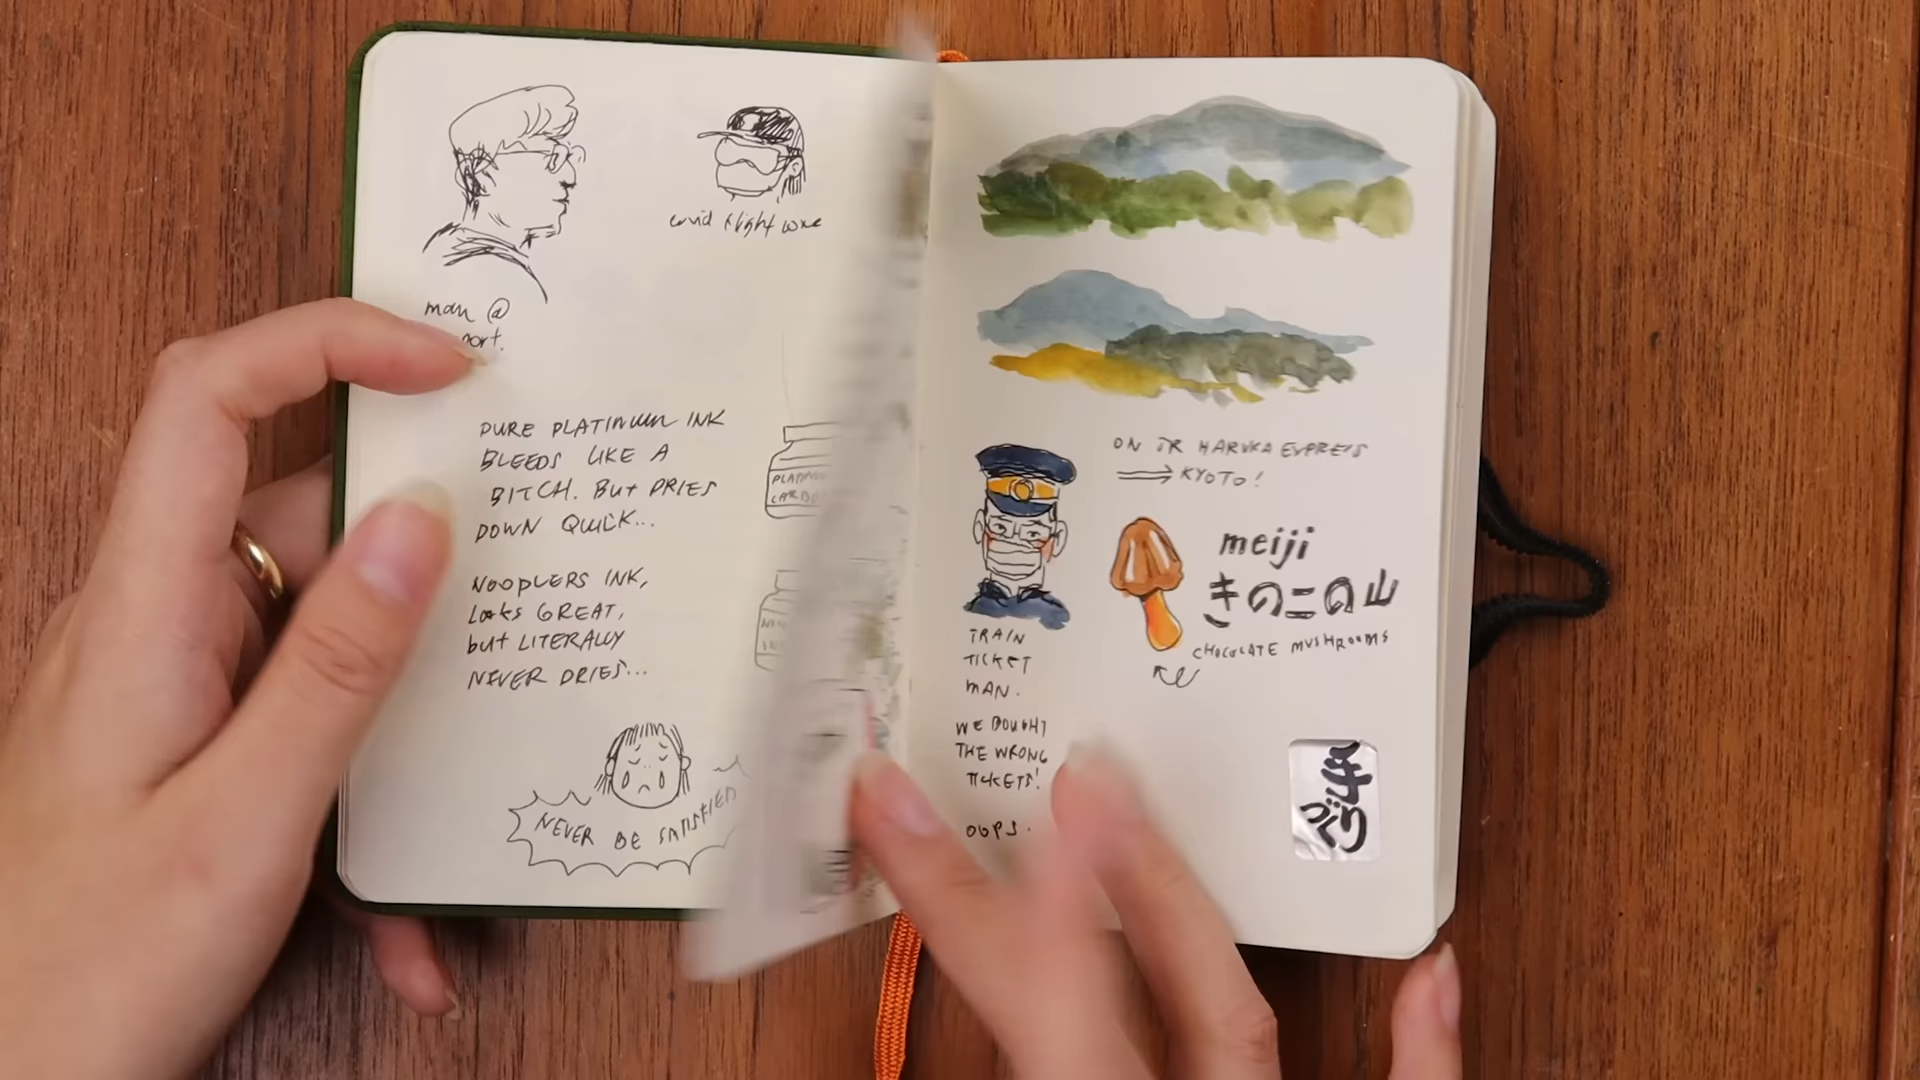 covid flight
man @
PURE PLATINUM INK
BLEEDS LIKE A
BITCH. BUT DRIES
DOWN QUICK...
NOODLERS INK,
Looks GREAT,
but LITERALLY
NEVER DRIES...
NEVER BE SATISFIED
ON JR HARUKA EXPRESS
KYOTO!
meiji
きのこの山
CHOCOLATE MUSHROOMS
TRAIN
TICKET
MAN.
WE BOUGHT
THE WRONG
TICKETS!
OOPS.
手づくり